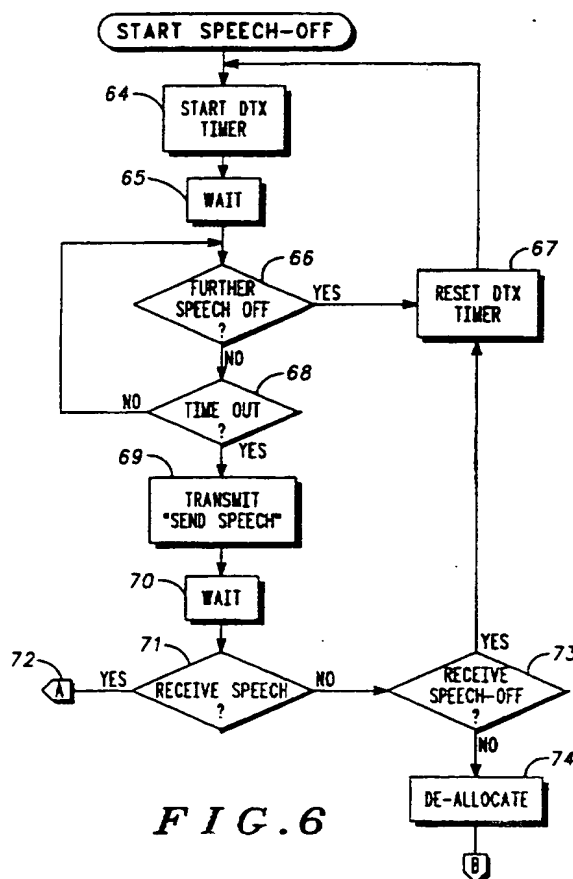 START SPEECH-OFF
64
START DTX
TIMER
65
WAIT
66
FURTHER
SPEECH OFF
?
YES
67
RESET DTX
TIMER
NO
68
NO
TIME OUT
?
YES
69
TRANSMIT
"SEND SPEECH"
70
WAIT
71
72
A
YES
RECEIVE SPEECH
?
NO
YES
73
RECEIVE
SPEECH-OFF
?
NO
74
DE-ALLOCATE
B
FIG.6